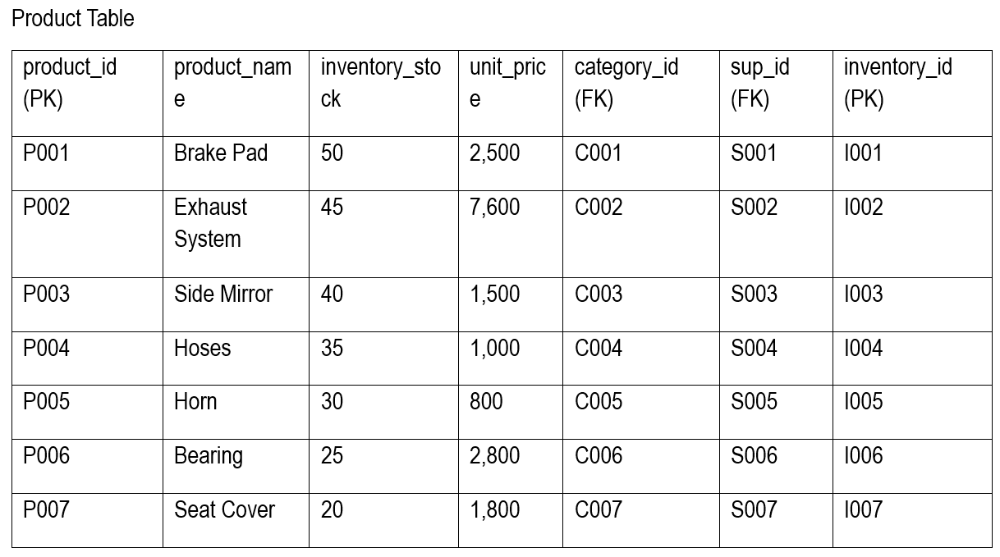 Product Table
product_id (PK) product_name inventory_stock unit_price category_id (FK) sup_id (FK) inventory_id (PK)
P001 Brake Pad 50 2,500 C001 S001 I001
P002 Exhaust System 45 7,600 C002 S002 I002
P003 Side Mirror 40 1,500 C003 S003 I003
P004 Hoses 35 1,000 C004 S004 I004
P005 Horn 30 800 C005 S005 I005
P006 Bearing 25 2,800 C006 S006 I006
P007 Seat Cover 20 1,800 C007 S007 I007